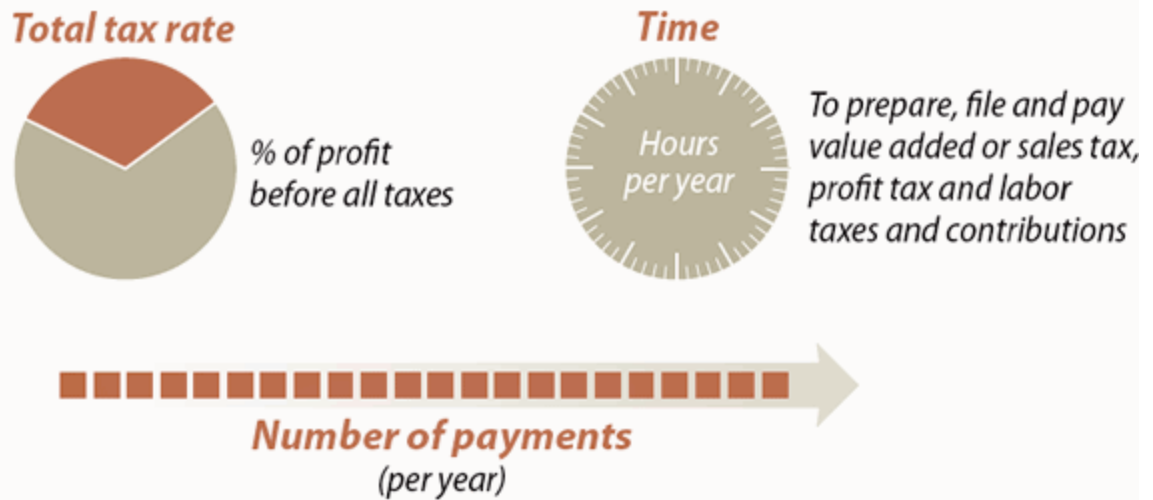 Total tax rate
% of profit
before all taxes
Time
Hours
per year
To prepare, file and pay
value added or sales tax,
profit tax and labor
taxes and contributions
Number of payments
(per year)